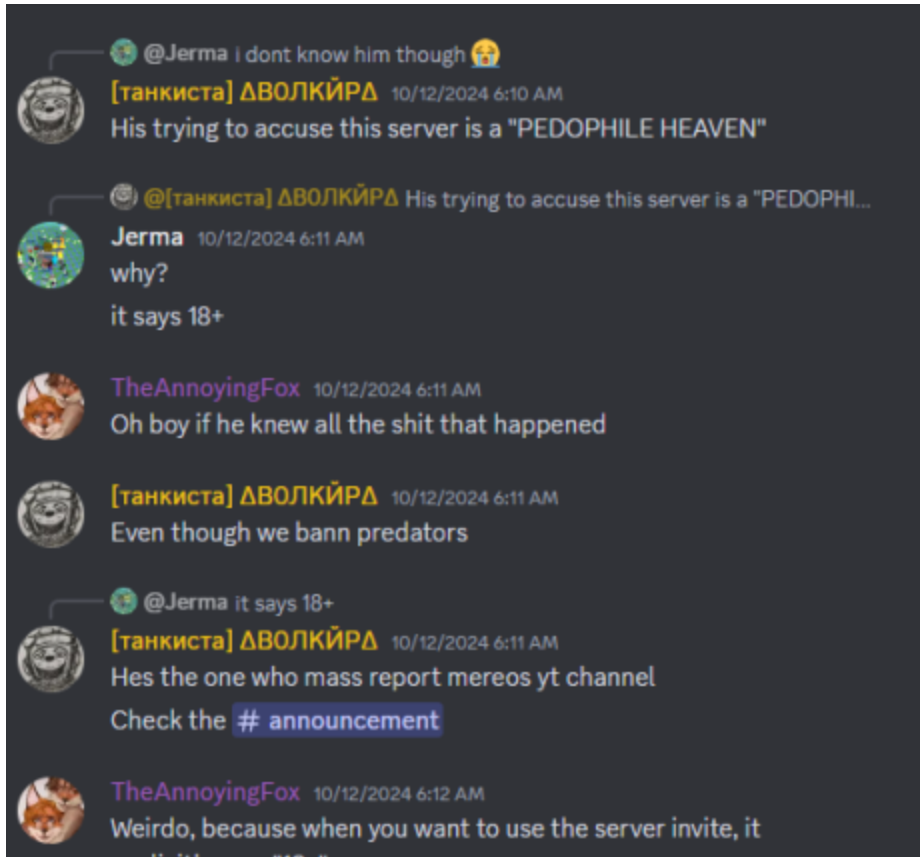 @Jerma i dont know him though 😭
[танкиста] ΔВОЛКЙРΔ 10/12/2024 6:10 AM
His trying to accuse this server is a "PEDOPHILE HEAVEN"
@[танкиста] ΔВОЛКЙРΔ His trying to accuse this server is a "PEDOPHI...
Jerma 10/12/2024 6:11 AM
why?
it says 18+
TheAnnoyingFox 10/12/2024 6:11 AM
Oh boy if he knew all the shit that happened
[танкиста] ΔВОЛКЙРΔ 10/12/2024 6:11 AM
Even though we bann predators
@Jerma it says 18+
[танкиста] ΔВОЛКЙРΔ 10/12/2024 6:11 AM
Hes the one who mass report mereos yt channel
Check the # announcement
TheAnnoyingFox 10/12/2024 6:12 AM
Weirdo, because when you want to use the server invite, it